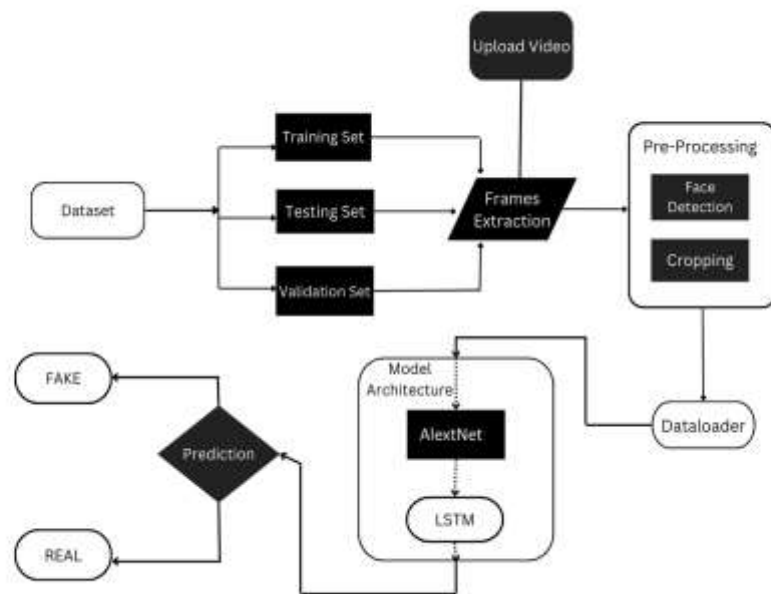 Upload Video
Training Set
Pre-Processing
Face
Detection
Dataset
Testing Set
Frames
Extraction
Cropping
Validation Set
FAKE
Model
Architecture
AlextNet
Dataloader
Prediction
LSTM
REAL